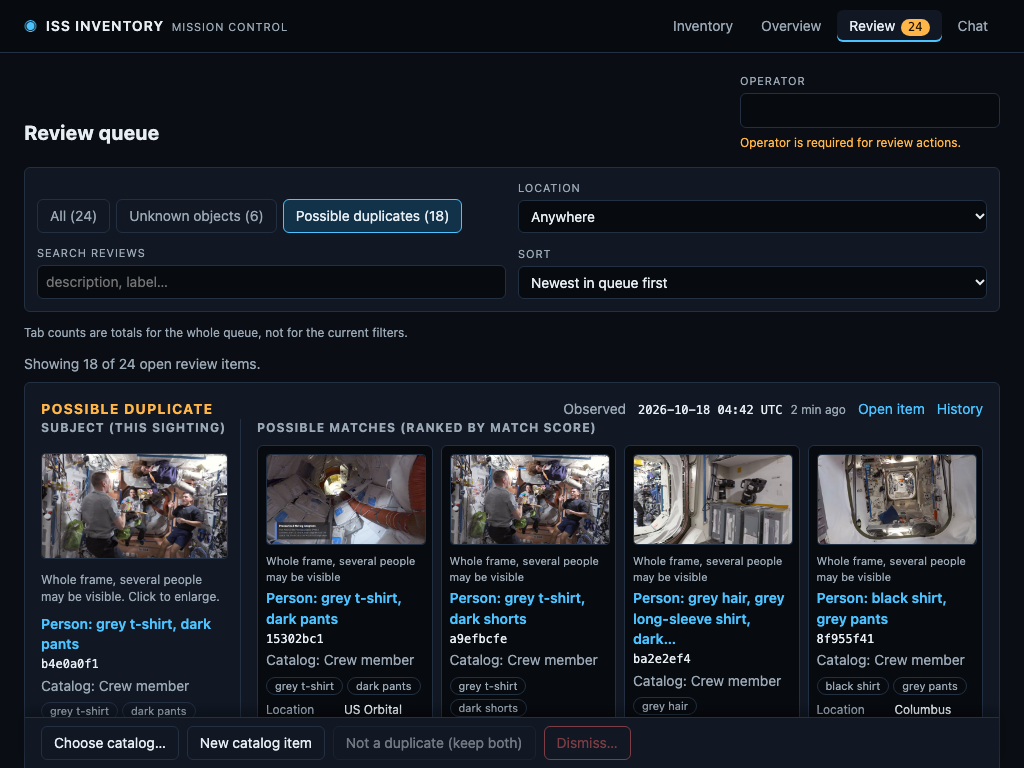 ISS INVENTORY MISSION CONTROL
Inventory Overview Review 24 Chat
OPERATOR
Review queue
Operator is required for review actions.
LOCATION
All (24) Unknown objects (6) Possible duplicates (18) Anywhere
SEARCH REVIEWS SORT
description, label... Newest in queue first
Tab counts are totals for the whole queue, not for the current filters.
Showing 18 of 24 open review items.
POSSIBLE DUPLICATE Observed 2026-10-18 04:42 UTC 2 min ago Open item History
SUBJECT (THIS SIGHTING)
Whole frame, several people
may be visible. Click to enlarge.
Person: grey t-shirt, dark
pants
b4e0a0f1
Catalog: Crew member
grey t-shirt dark pants
POSSIBLE MATCHES (RANKED BY MATCH SCORE)
Whole frame, several people
may be visible
Person: grey t-shirt,
dark pants
15302bc1
Catalog: Crew member
grey t-shirt dark pants
Location US Orbital
Whole frame, several people
may be visible
Person: grey t-shirt,
dark shorts
a9efbcfe
Catalog: Crew member
grey t-shirt
dark shorts
Whole frame, several people
may be visible
Person: grey hair, grey
long-sleeve shirt,
dark...
ba2e2ef4
Catalog: Crew member
grey hair
Whole frame, several people
may be visible
Person: black shirt,
grey pants
8f955f41
Catalog: Crew member
black shirt grey pants
Location Columbus
Choose catalog... New catalog item Not a duplicate (keep both) Dismiss...